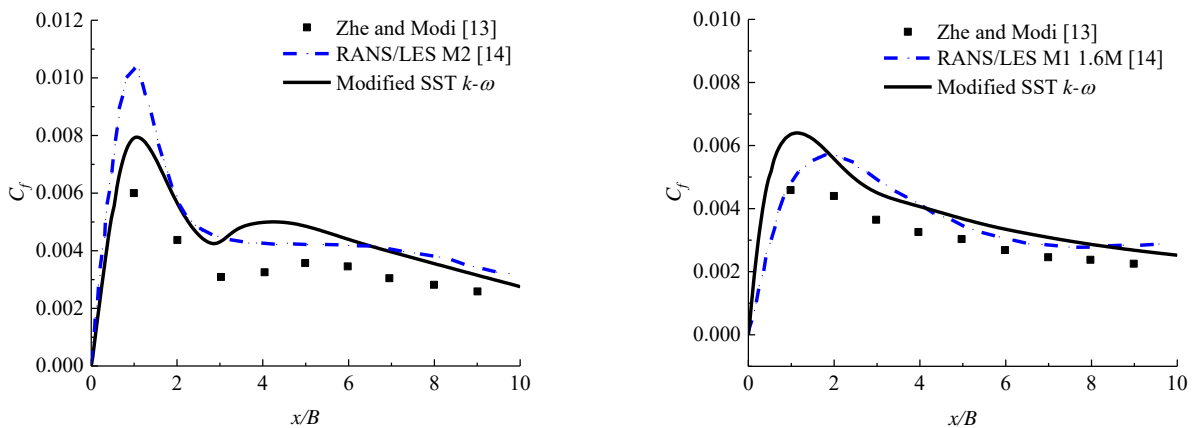 0.012
0.010
0.008
0.006
0.004
0.002
0.000
C_f
0 2 4 6 8 10
x/B
Zhe and Modi [13]
RANS/LES M2 [14]
Modified SST k-ω
0.010
0.008
0.006
0.004
0.002
0.000
C_f
0 2 4 6 8 10
x/B
Zhe and Modi [13]
RANS/LES M1 1.6M [14]
Modified SST k-ω